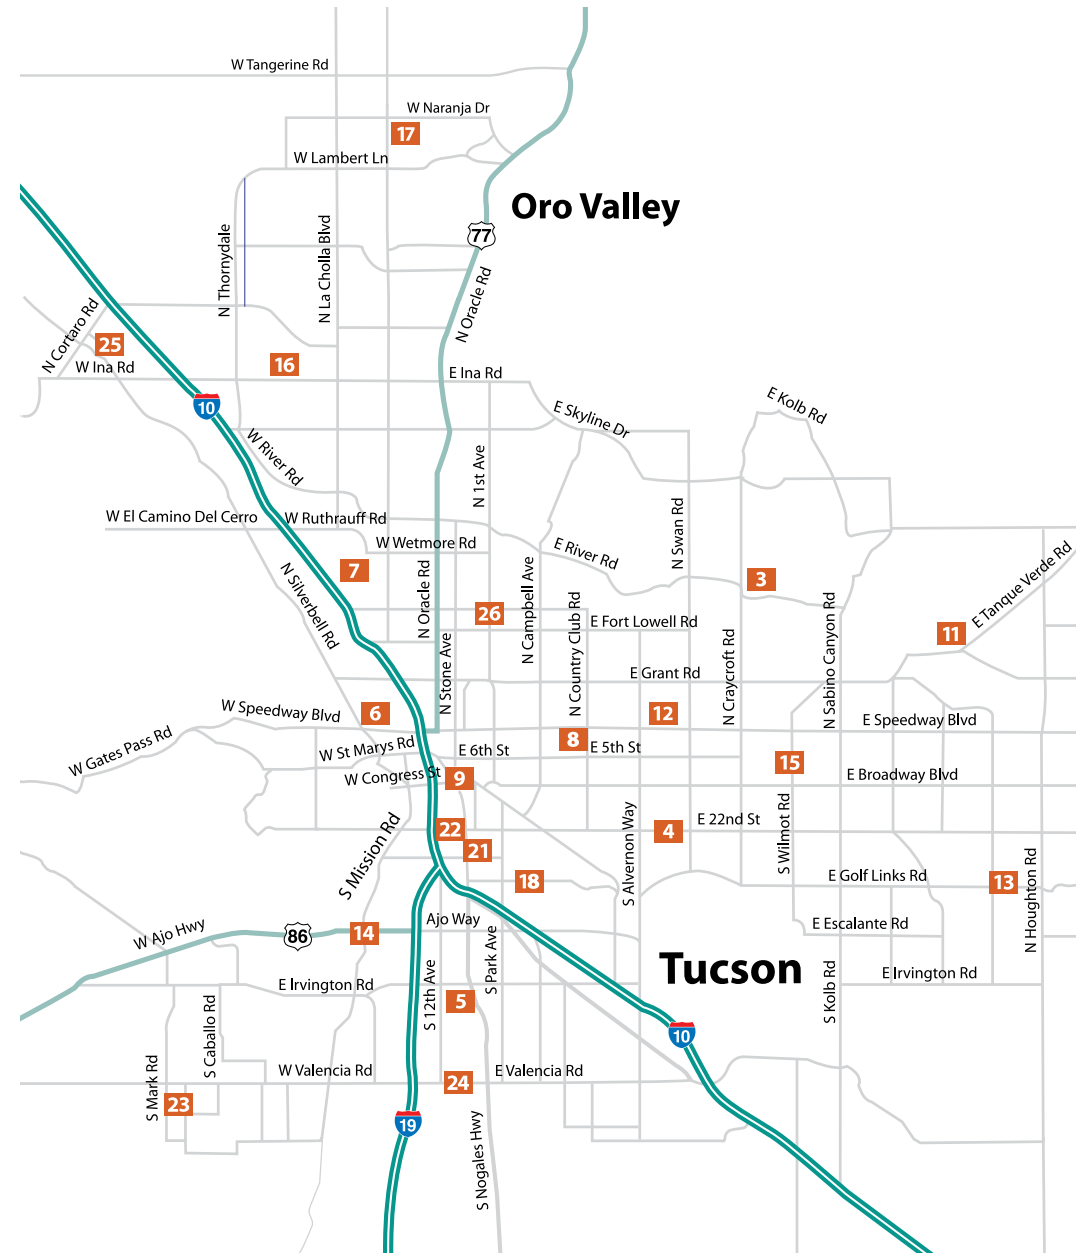 W Tangerine Rd
W Naranja Dr
17
W Lambert Ln
Oro Valley
77
N Thornydale
N La Cholla Blvd
N Oracle Rd
N Cortaro Rd
25
W Ina Rd
16
E Ina Rd
10
E Skyline Dr
E Kolb Rd
W River Rd
N 1st Ave
N Swan Rd
W El Camino Del Cerro
W Ruthrauff Rd
W Wetmore Rd
E River Rd
7
3
N Silverbell Rd
N Oracle Rd
26
N Campbell Ave
N Country Club Rd
E Fort Lowell Rd
N Craycroft Rd
N Sabino Canyon Rd
11
E Tanque Verde Rd
N Stone Ave
E Grant Rd
W Speedway Blvd
6
12
E Speedway Blvd
W Gates Pass Rd
W St Marys Rd
E 6th St
8
E 5th St
W Congress St
9
15
E Broadway Blvd
S Mission Rd
22
21
S Alvernon Way
4
E 22nd St
S Wilmot Rd
18
E Golf Links Rd
13
N Houghton Rd
W Ajo Hwy
86
14
Ajo Way
E Escalante Rd
S Park Ave
Tucson
E Irvington Rd
E Irvington Rd
S 12th Ave
5
S Kolb Rd
S Caballo Rd
10
S Mark Rd
W Valencia Rd
24
E Valencia Rd
23
19
S Nogales Hwy